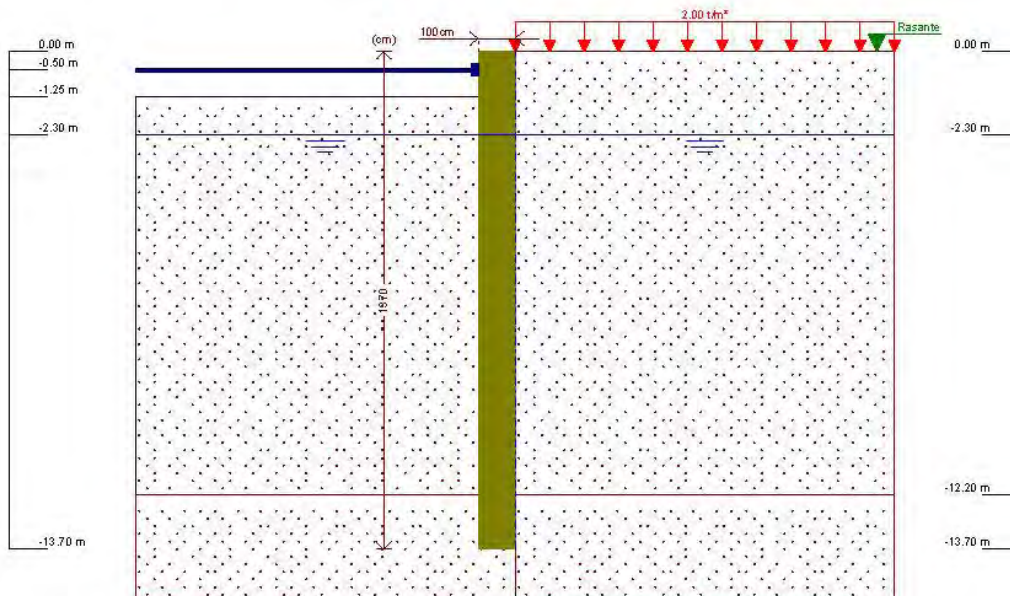 2.00 t/m²
Rasante
100 cm
(cm)
0.00 m
0.00 m
-0.50 m
-1.25 m
-2.30 m
-2.30 m
1370
-12.20 m
-13.70 m
-13.70 m